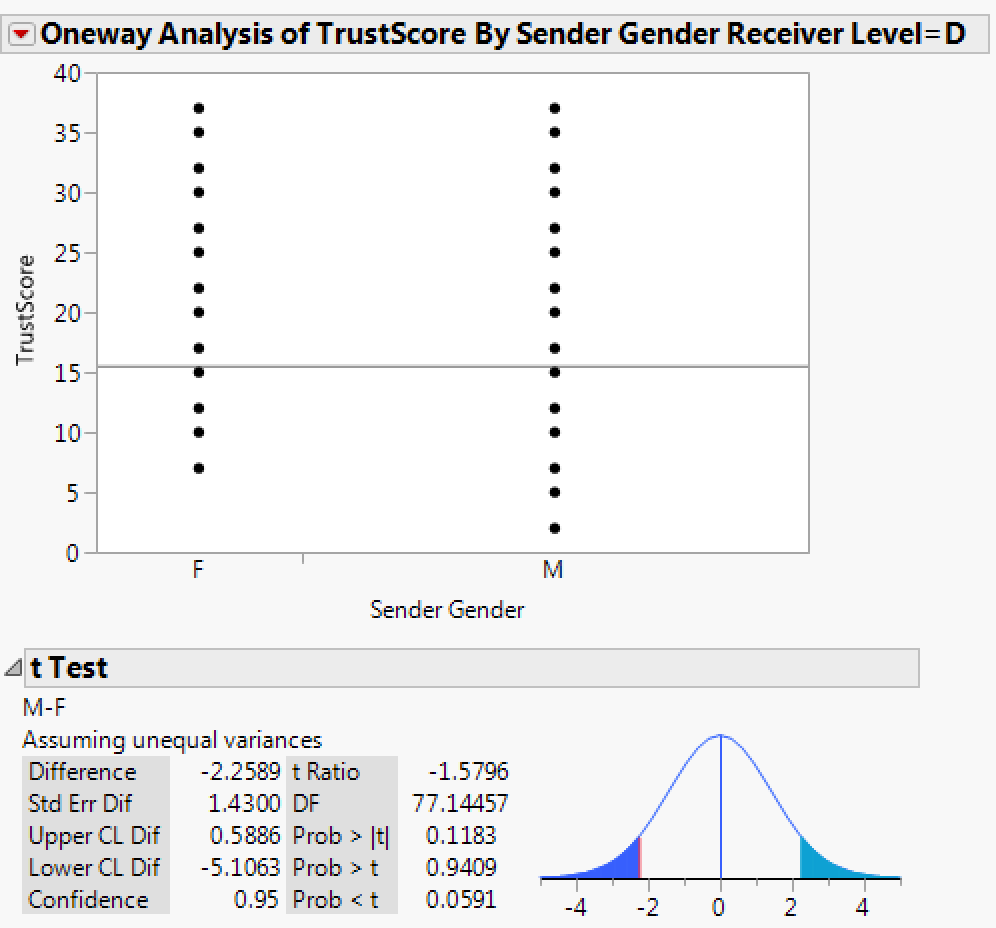 Oneway Analysis of TrustScore By Sender Gender Receiver Level=D
40
35
30
25
20
15
10
5
0
TrustScore
F M
Sender Gender
t Test
M-F
Assuming unequal variances
Difference -2.2589 t Ratio -1.5796
Std Err Dif 1.4300 DF 77.14457
Upper CL Dif 0.5886 Prob > |t| 0.1183
Lower CL Dif -5.1063 Prob > t 0.9409
Confidence 0.95 Prob < t 0.0591
-4 -2 0 2 4